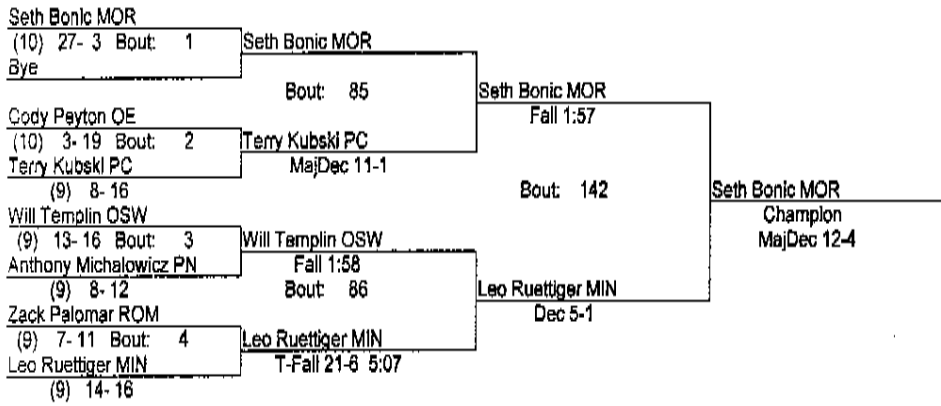 Seth Bonic MOR
(10) 27- 3 Bout: 1
Bye
Seth Bonic MOR
Bout: 85
Seth Bonic MOR
Fall 1:57
Cody Peyton OE
(10) 3- 19 Bout: 2
Terry Kubski PC
(9) 8- 16
Terry Kubski PC
MajDec 11-1
Bout: 142
Seth Bonic MOR
Champion
MajDec 12-4
Will Templin OSW
(9) 13- 16 Bout: 3
Anthony Michalowicz PN
(9) 8- 12
Will Templin OSW
Fall 1:58
Bout: 86
Leo Ruettiger MIN
Dec 5-1
Zack Palomar ROM
(9) 7- 11 Bout: 4
Leo Ruettiger MIN
(9) 14- 16
Leo Ruettiger MIN
T-Fall 21-6 5:07